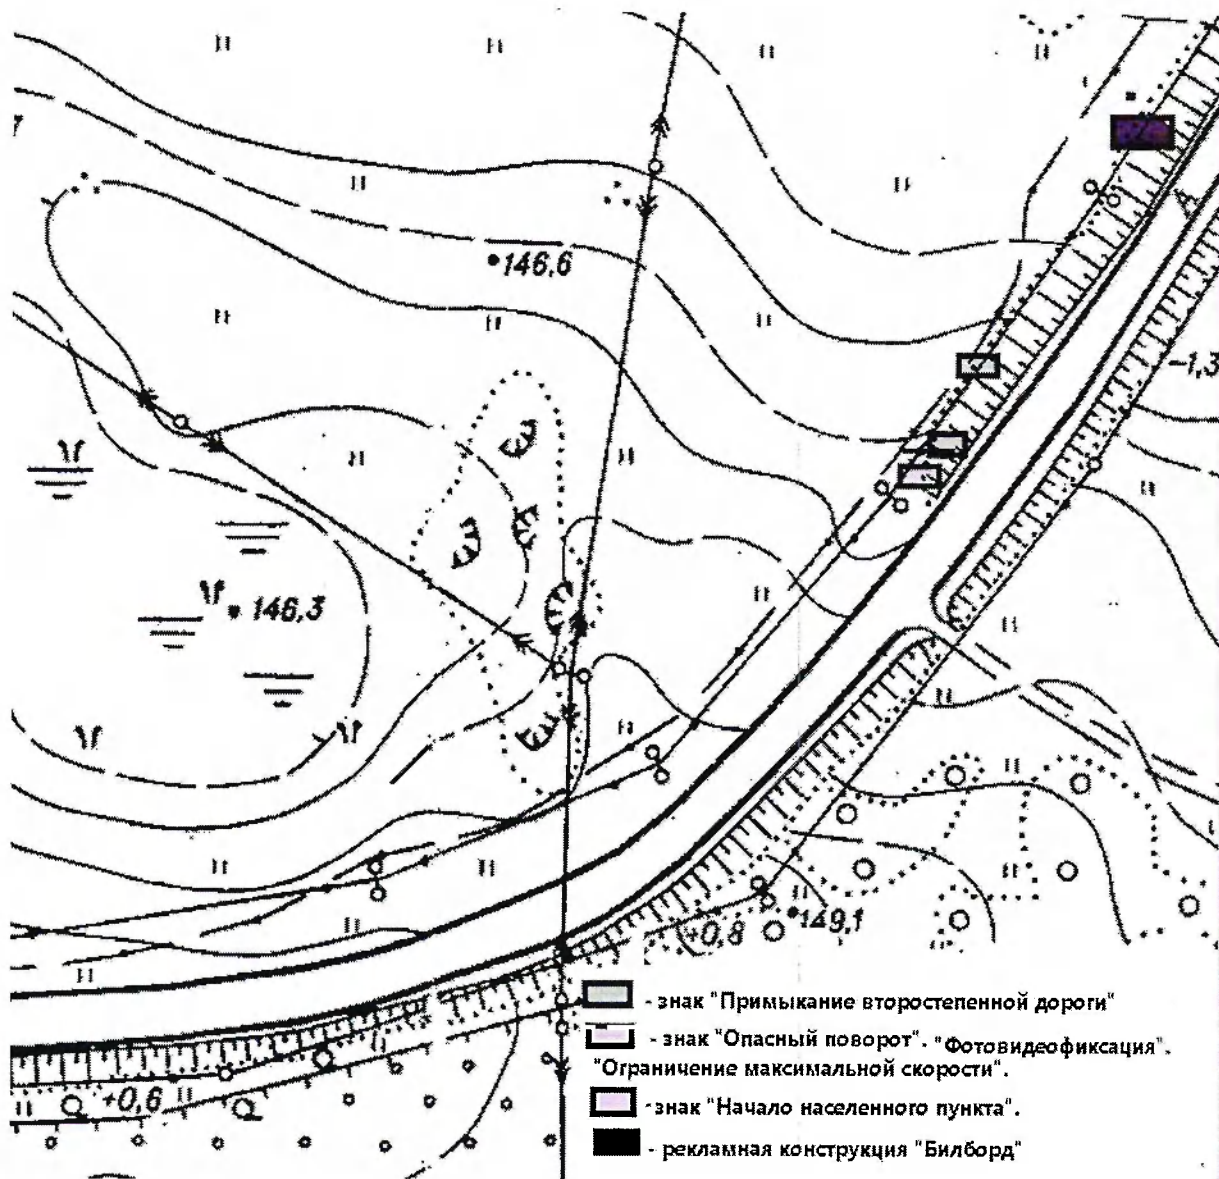 146,6
-1,3
146,3
149,1
+0,8
- знак "Примыкание второстепенной дороги"
- знак "Опасный поворот". "Фотовидеофиксация".
"Ограничение максимальной скорости".
-знак "Начало населенного пункта".
- рекламная конструкция "Билборд"
+0,6